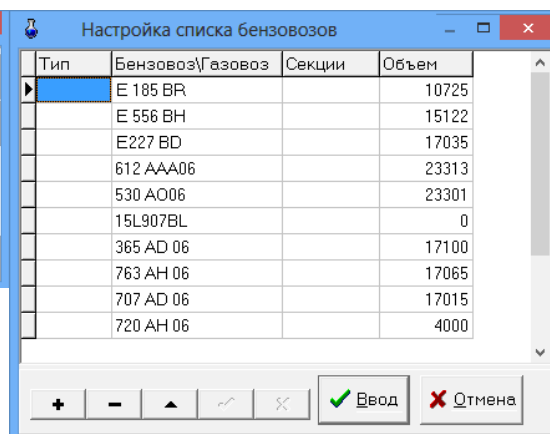 Настройка списка бензовозов
Тип Бензовоз\Газовоз Секции Объем
E 185 BR 10725
E 556 BH 15122
E227 BD 17035
612 AAA06 23313
530 AO06 23301
15L907BL 0
365 AD 06 17100
763 AH 06 17065
707 AD 06 17015
720 AH 06 4000
Ввод Отмена